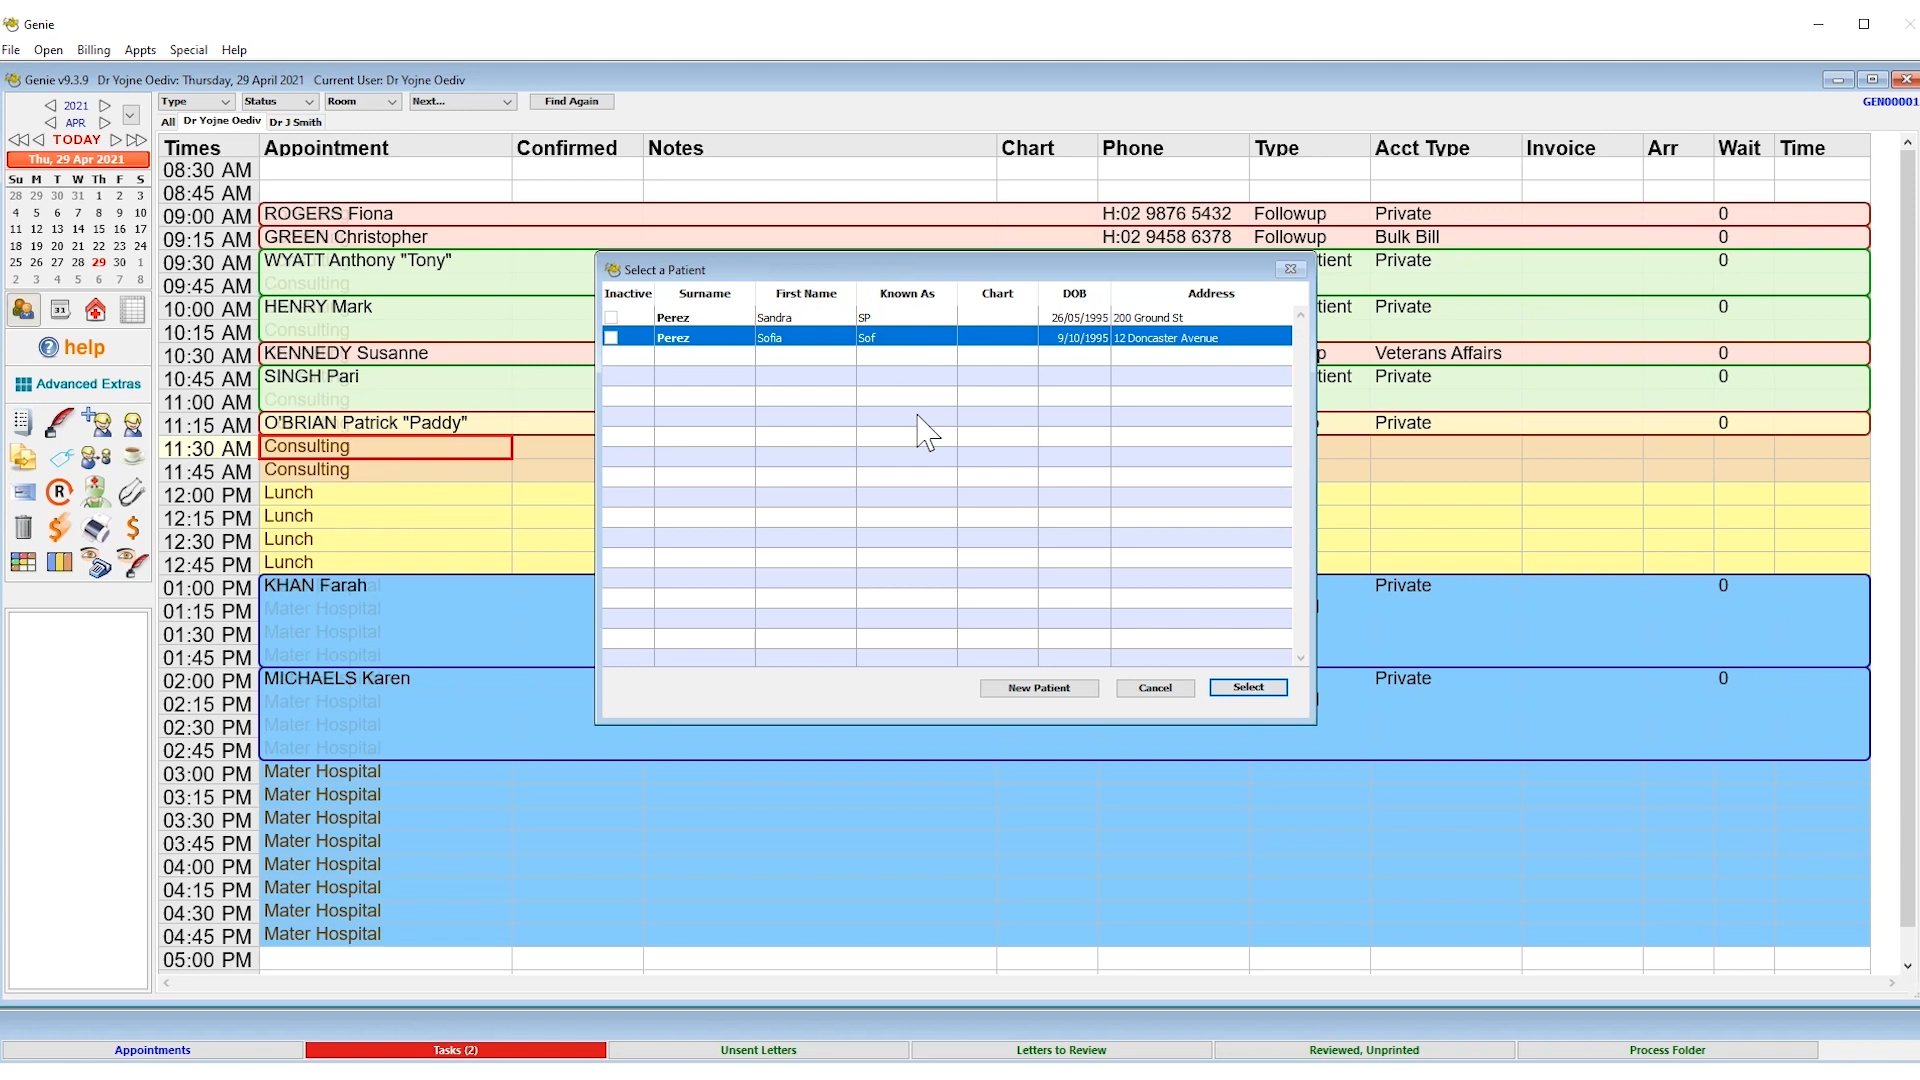 Genie
File Open Billing Appts Special Help
Genie v9.3.9 Dr Yojne Oediv: Thursday, 29 April 2021 Current User: Dr Yojne Oediv
2021 Type Status Room Next... Find Again GEN00001
APR All Dr Yojne Oediv Dr J Smith
TODAY
Thu, 29 Apr 2021
Su M T W Th F S
28 29 30 31 1 2 3
4 5 6 7 8 9 10
11 12 13 14 15 16 17
18 19 20 21 22 23 24
25 26 27 28 29 30 1
2 3 4 5 6 7 8
31
help
Advanced Extras
R
Times Appointment Confirmed Notes Chart Phone Type Acct Type Invoice Arr Wait Time
08:30 AM
08:45 AM
09:00 AM ROGERS Fiona H:02 9876 5432 Followup Private 0
09:15 AM GREEN Christopher H:02 9458 6378 Followup Bulk Bill 0
09:30 AM WYATT Anthony "Tony" tient Private 0
09:45 AM Consulting
10:00 AM HENRY Mark tient Private 0
10:15 AM Consulting
10:30 AM KENNEDY Susanne p Veterans Affairs 0
10:45 AM SINGH Pari tient Private 0
11:00 AM Consulting
11:15 AM O'BRIAN Patrick "Paddy" Private 0
11:30 AM Consulting
11:45 AM Consulting
12:00 PM Lunch
12:15 PM Lunch
12:30 PM Lunch
12:45 PM Lunch
01:00 PM KHAN Farah Private 0
01:15 PM Mater Hospital
01:30 PM Mater Hospital
01:45 PM Mater Hospital
02:00 PM MICHAELS Karen Private 0
02:15 PM Mater Hospital
02:30 PM Mater Hospital
02:45 PM Mater Hospital
03:00 PM Mater Hospital
03:15 PM Mater Hospital
03:30 PM Mater Hospital
03:45 PM Mater Hospital
04:00 PM Mater Hospital
04:15 PM Mater Hospital
04:30 PM Mater Hospital
04:45 PM Mater Hospital
05:00 PM
Select a Patient
Inactive Surname First Name Known As Chart DOB Address
Perez Sandra SP 26/05/1995 200 Ground St
Perez Sofia Sof 9/10/1995 12 Doncaster Avenue
New Patient Cancel Select
Appointments Tasks (2) Unsent Letters Letters to Review Reviewed, Unprinted Process Folder